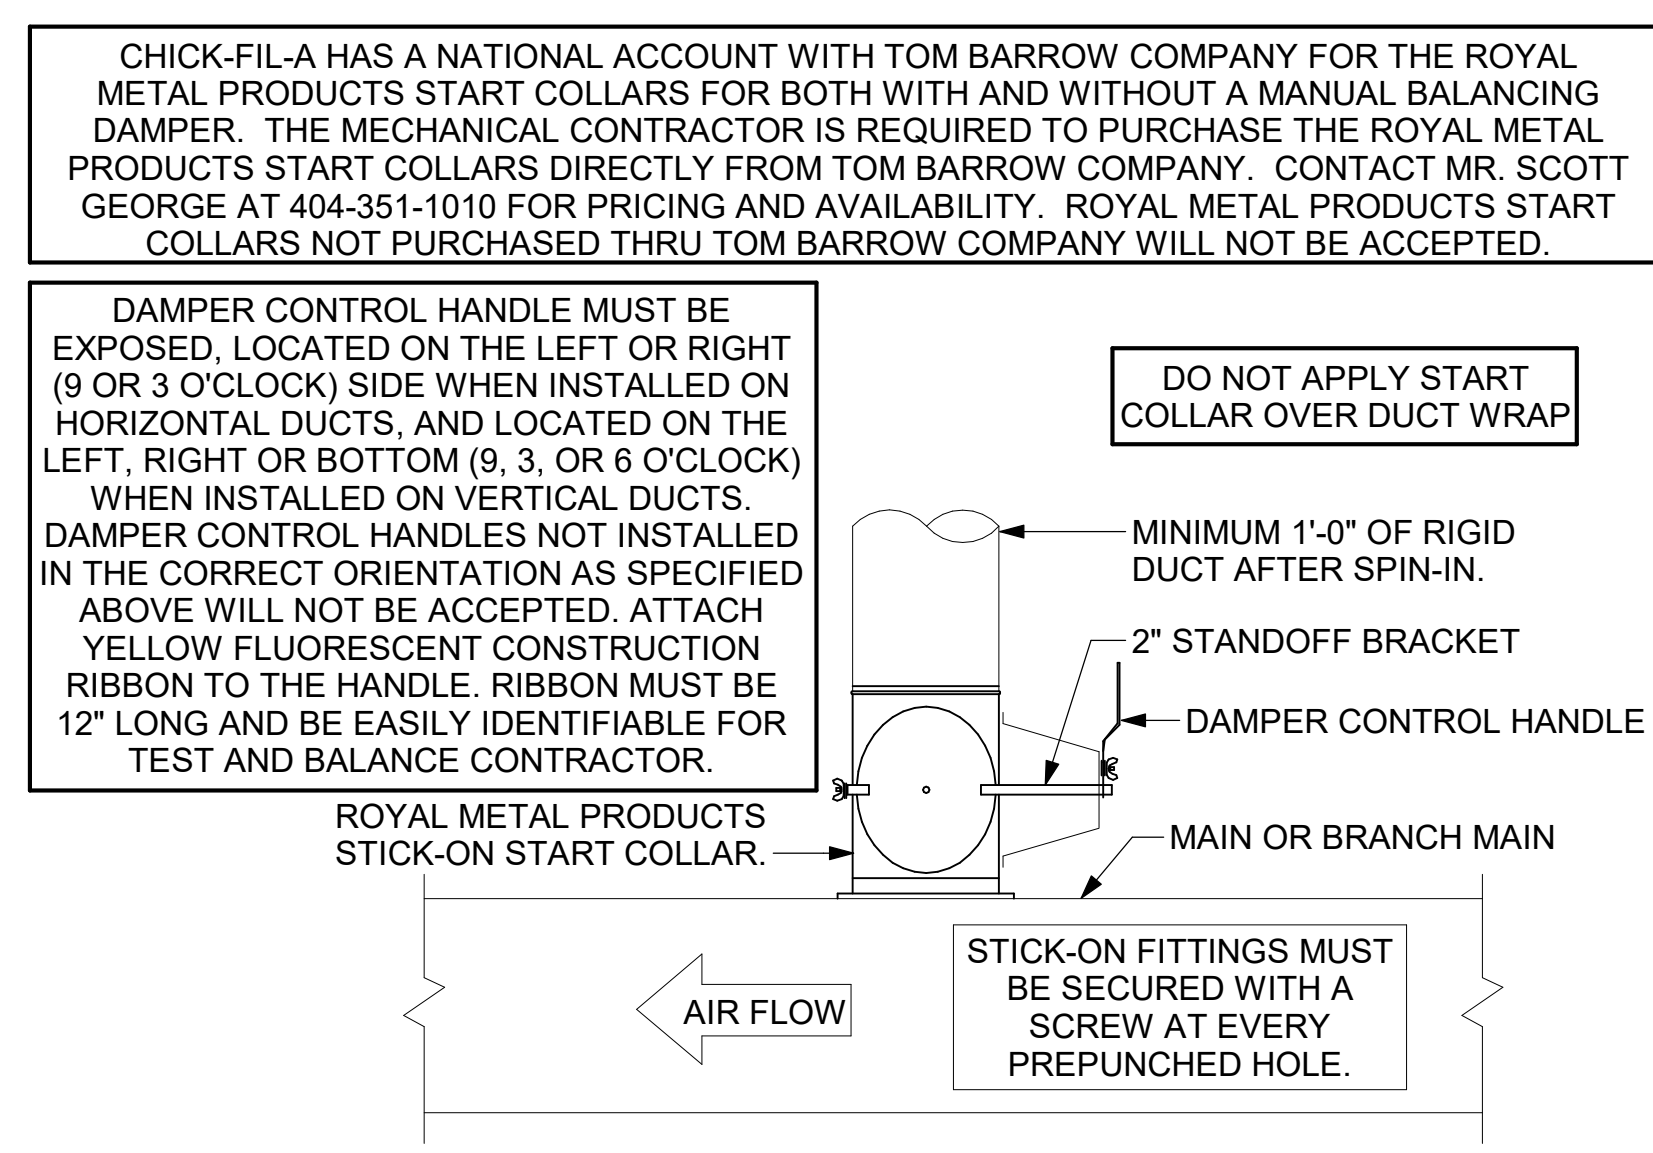 CHICK-FIL-A HAS A NATIONAL ACCOUNT WITH TOM BARROW COMPANY FOR THE ROYAL
METAL PRODUCTS START COLLARS FOR BOTH WITH AND WITHOUT A MANUAL BALANCING
DAMPER. THE MECHANICAL CONTRACTOR IS REQUIRED TO PURCHASE THE ROYAL METAL
PRODUCTS START COLLARS DIRECTLY FROM TOM BARROW COMPANY. CONTACT MR. SCOTT
GEORGE AT 404-351-1010 FOR PRICING AND AVAILABILITY. ROYAL METAL PRODUCTS START
COLLARS NOT PURCHASED THRU TOM BARROW COMPANY WILL NOT BE ACCEPTED.
DAMPER CONTROL HANDLE MUST BE
EXPOSED, LOCATED ON THE LEFT OR RIGHT
(9 OR 3 O'CLOCK) SIDE WHEN INSTALLED ON
HORIZONTAL DUCTS, AND LOCATED ON THE
LEFT, RIGHT OR BOTTOM (9, 3, OR 6 O'CLOCK)
WHEN INSTALLED ON VERTICAL DUCTS.
DAMPER CONTROL HANDLES NOT INSTALLED
IN THE CORRECT ORIENTATION AS SPECIFIED
ABOVE WILL NOT BE ACCEPTED. ATTACH
YELLOW FLUORESCENT CONSTRUCTION
RIBBON TO THE HANDLE. RIBBON MUST BE
12" LONG AND BE EASILY IDENTIFIABLE FOR
TEST AND BALANCE CONTRACTOR.
DO NOT APPLY START
COLLAR OVER DUCT WRAP
MINIMUM 1'-0" OF RIGID
DUCT AFTER SPIN-IN.
2" STANDOFF BRACKET
DAMPER CONTROL HANDLE
ROYAL METAL PRODUCTS
STICK-ON START COLLAR.
MAIN OR BRANCH MAIN
STICK-ON FITTINGS MUST
BE SECURED WITH A
SCREW AT EVERY
PREPUNCHED HOLE.
AIR FLOW